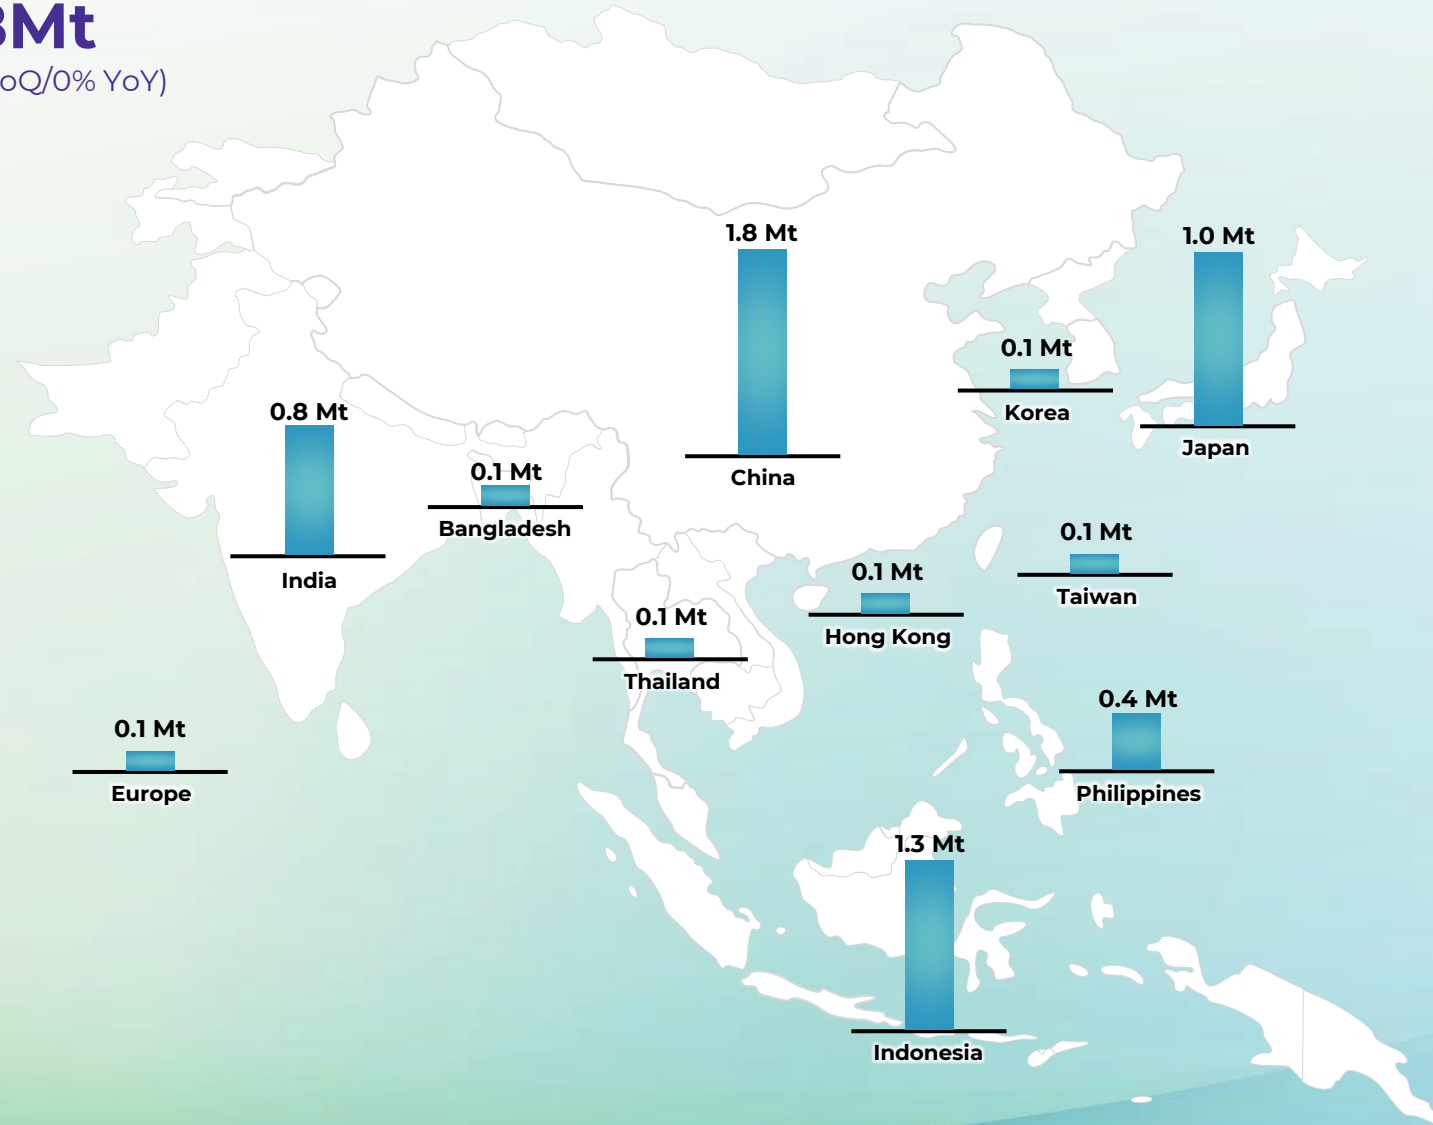 3Mt
oQ/0% YoY)
1.8 Mt
China
1.0 Mt
Japan
0.1 Mt
Korea
0.8 Mt
India
0.1 Mt
Bangladesh
0.1 Mt
Taiwan
0.1 Mt
Hong Kong
0.1 Mt
Thailand
0.4 Mt
Philippines
0.1 Mt
Europe
1.3 Mt
Indonesia